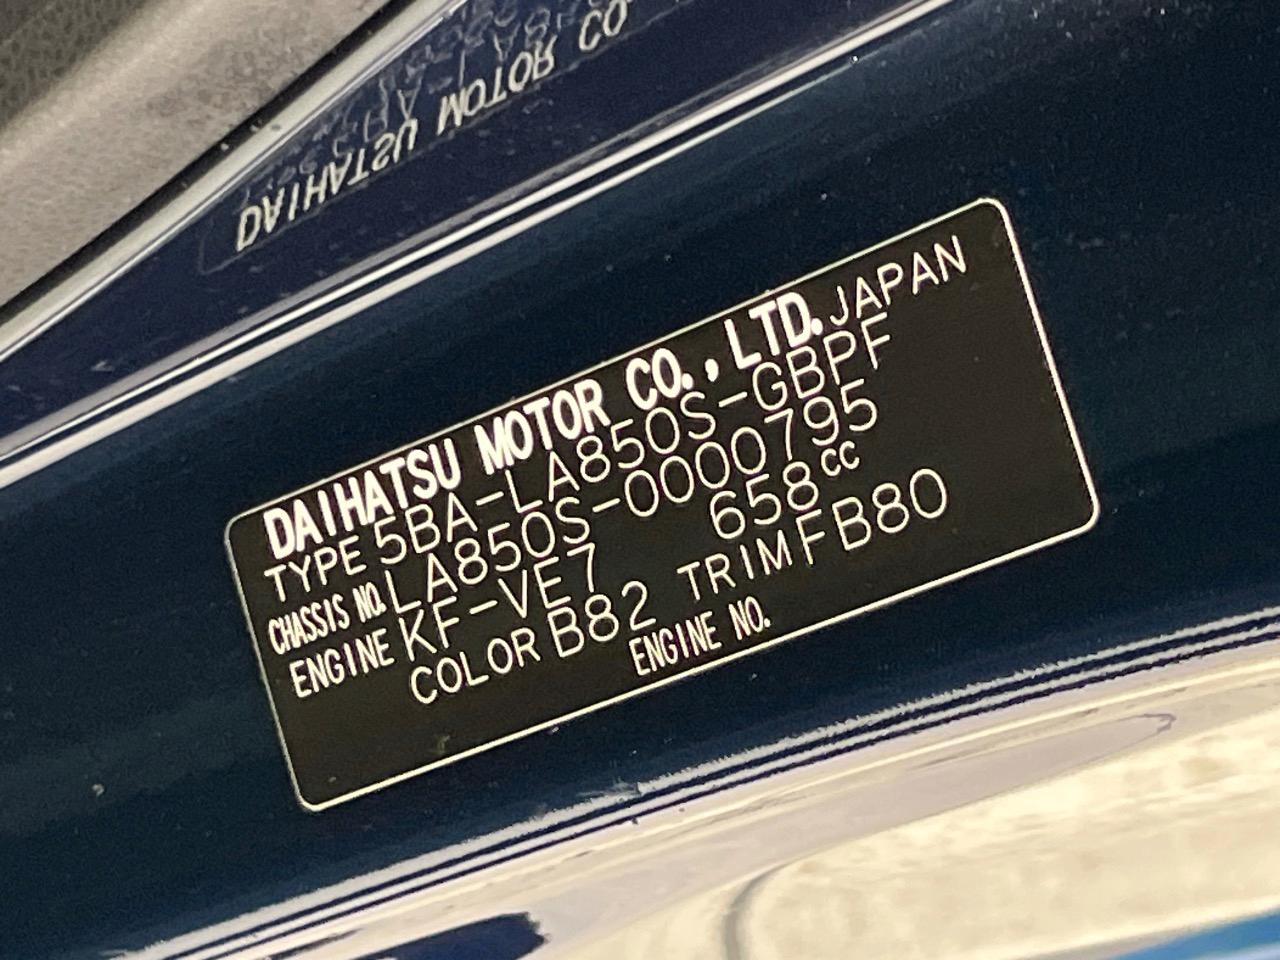 DAIHATSU MOTOR CO
DAIHATSU MOTOR CO., LTD. JAPAN
TYPE 5BA-LA850S-GBPF
CHASSIS NO. LA850S-0000795
ENGINE KF-VE7 658cc
COLOR B82 TRIM FB80
ENGINE NO.